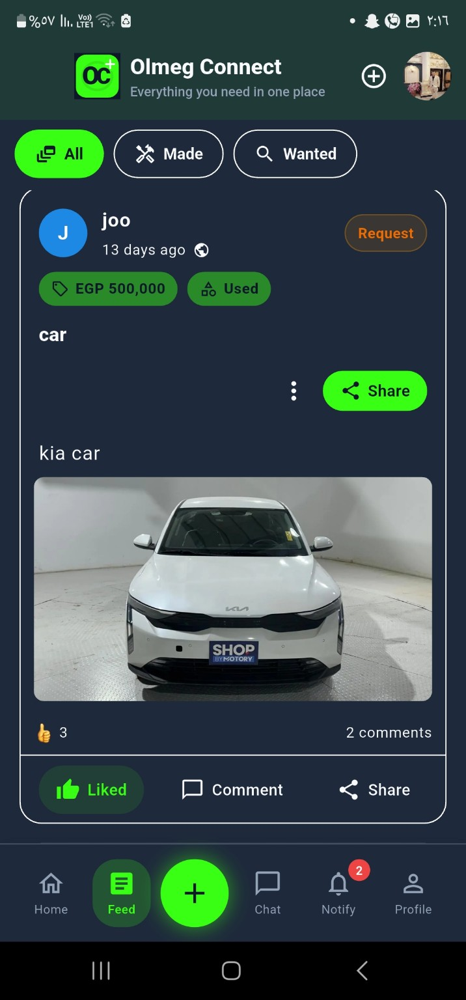 %٥٧ Vo)) LTE1 ٢:١٦
OC+
Olmeg Connect
Everything you need in one place
All Made Wanted
J
joo
13 days ago
Request
EGP 500,000 Used
car
Share
kia car
KIA
SHOP
BY MOTORY
3 2 comments
Liked Comment Share
2
Home Feed Chat Notify Profile